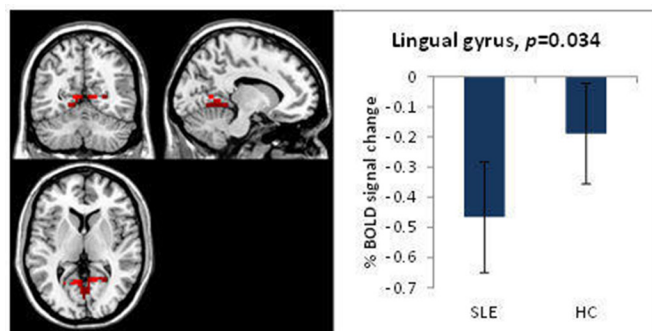 Lingual gyrus, p=0.034
0
-0.1
-0.2
-0.3
-0.4
-0.5
-0.6
-0.7
% BOLD signal change
SLE HC